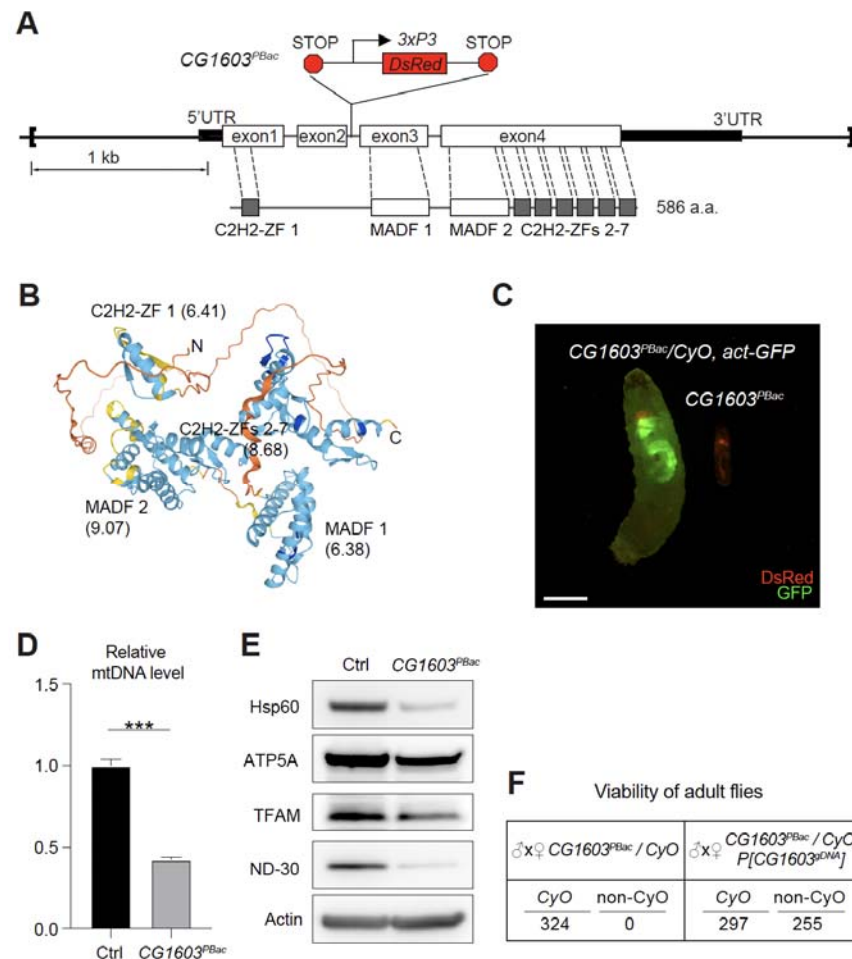 A
CG1603PBac
STOP
3xP3
STOP
DsRed
5'UTR
exon1
exon2
exon3
exon4
3'UTR
1 kb
586 a.a.
C2H2-ZF 1
MADF 1
MADF 2
C2H2-ZFs 2-7
B
C2H2-ZF 1 (6.41)
N
C2H2-ZFs 2-7
(8.68)
C
MADF 2
(9.07)
MADF 1
(6.38)
C
CG1603PBac/CyO, act-GFP
CG1603PBac
DsRed
GFP
D
Relative
mtDNA level
1.5
***
1.0
0.5
0.0
Ctrl
CG1603PBac
E
Ctrl
CG1603PBac
Hsp60
ATP5A
TFAM
ND-30
Actin
F
Viability of adult flies
♂x♀ CG1603PBac / CyO
♂x♀ CG1603PBac / CyO
P[CG1603gDNA]
CyO
non-CyO
CyO
non-CyO
324
0
297
255